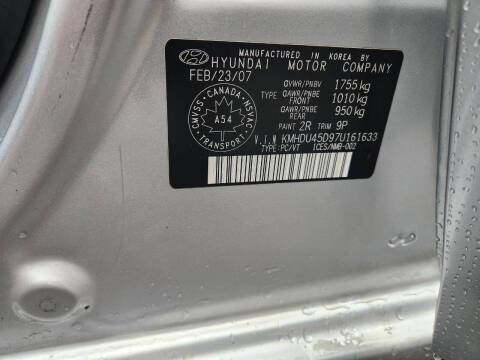 MANUFACTURED IN KOREA BY
HYUNDAI MOTOR COMPANY
FEB/23/07
GVWR/PNBV 1755 kg
TYPE GAWR/PNBE FRONT 1010 kg
GAWR/PNBE REAR 950 kg
PAINT 2R TRIM 9P
CMVSS CANADA NSVAC
A54
TRANSPORT
V.I.N KMHDU45D97U161633
TYPE:PC/VT ICES/NMB-002